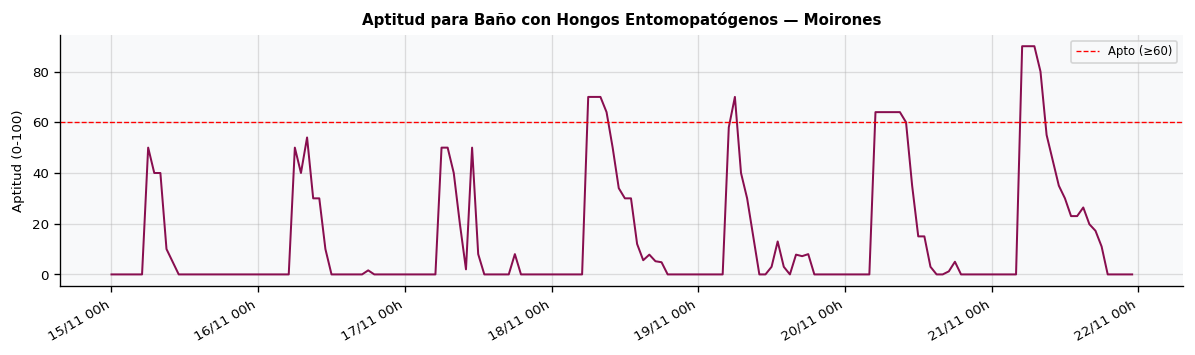 Aptitud para Baño con Hongos Entomopatógenos — Moirones
Apto (≥60)
Aptitud (0-100)
80
60
40
20
0
15/11 00h
16/11 00h
17/11 00h
18/11 00h
19/11 00h
20/11 00h
21/11 00h
22/11 00h